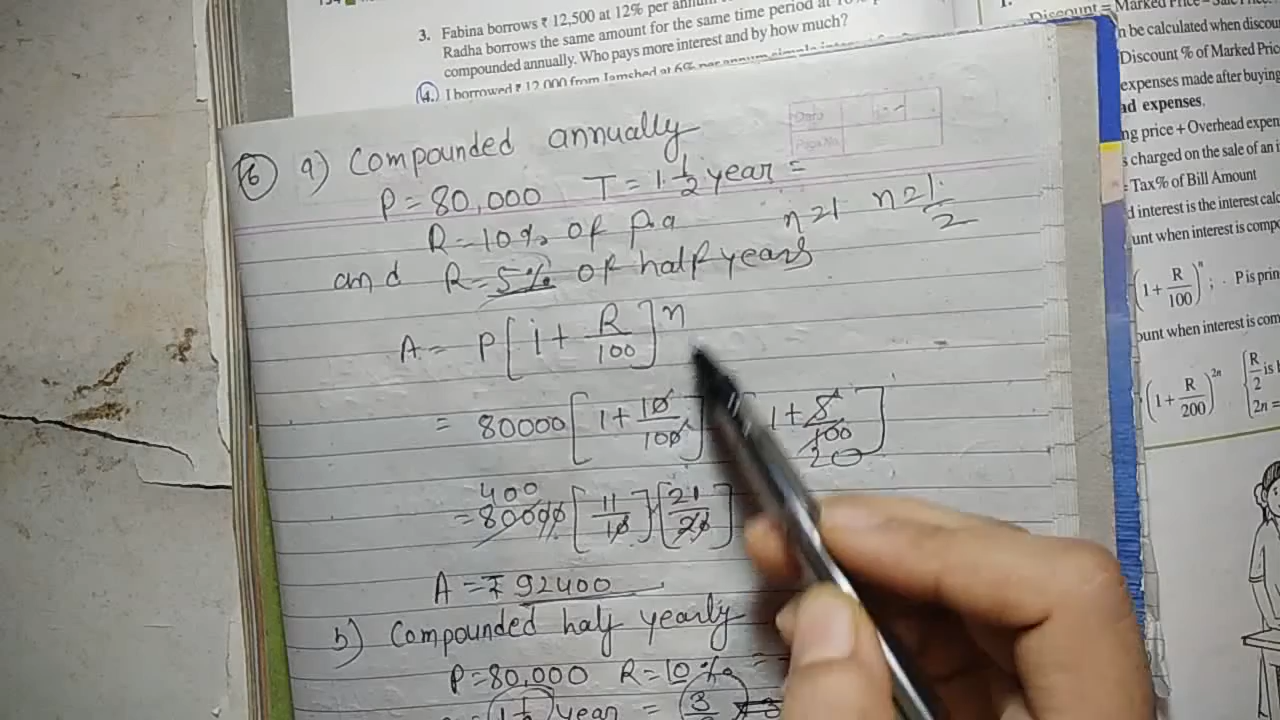 3. Fabina borrows ₹ 12,500 at 12% per
Radha borrows the same amount for the same time period at 10%
compounded annually. Who pays more interest and by how much?
4. I borrowed ₹ 12,000 from Jamshed at 6% per annum simple
6 a) Compounded annually
P = 80,000 T = 1 1/2 year =
R = 10% of p.a n=1 n=1/2
and R = 5% of half years
A = P[1 + R/100]n
= 80000[1 + 10/100] 1 + 5/100]
20
400
= 80000[11/10][21/20]
A = ₹ 92400
b) Compounded half yearly
P = 80,000 R = 10%
1 1/2 year = 3
Date
Page No.
1.
Discount = Marked Price
n be calculated when discou
Discount % of Marked Pric
expenses made after buying
ad expenses.
ng price + Overhead expen
s charged on the sale of an i
= Tax% of Bill Amount
d interest is the interest calc
unt when interest is compo
(1 + R/100)n ; P is prin
ount when interest is com
(1 + R/200)2n { R/2 is
2n =